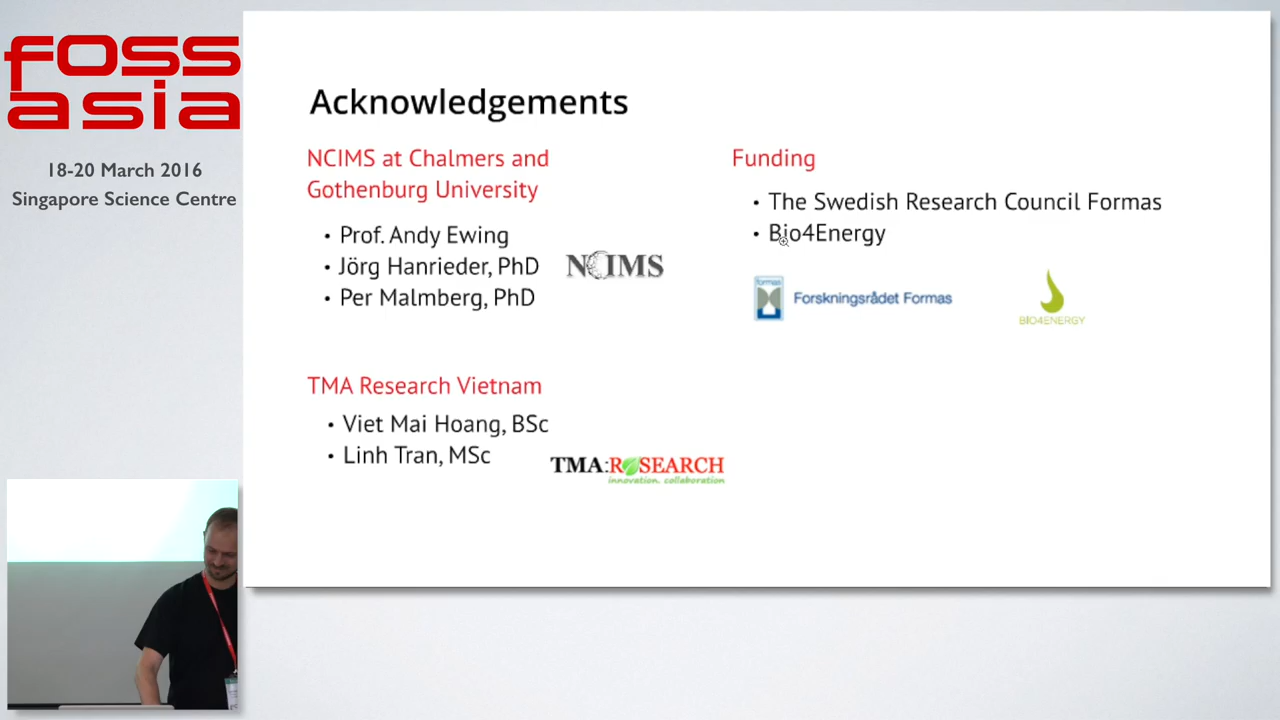 foss
asia
18-20 March 2016
Singapore Science Centre
Acknowledgements
NCIMS at Chalmers and
Gothenburg University
• Prof. Andy Ewing
• Jörg Hanrieder, PhD
• Per Malmberg, PhD
NCIMS
TMA Research Vietnam
• Viet Mai Hoang, BSc
• Linh Tran, MSc
TMA:RESEARCH
innovation. collaboration
Funding
• The Swedish Research Council Formas
• Bio4Energy
formas
Forskningsrådet Formas
BIO4ENERGY